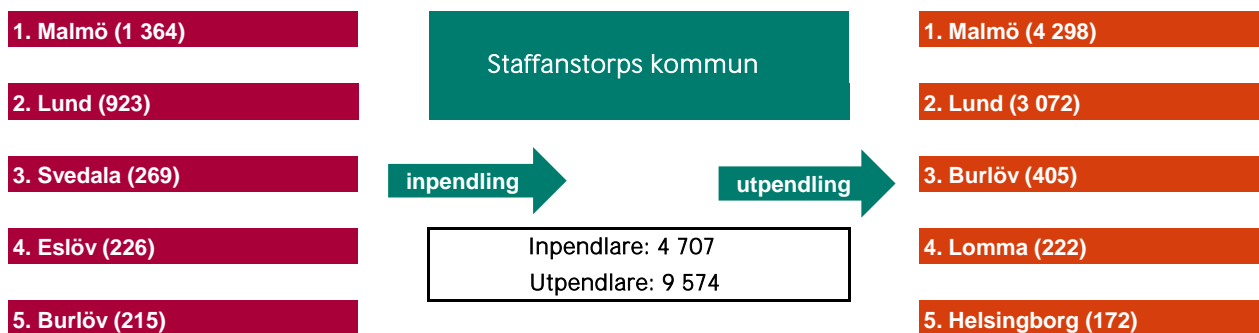 1. Malmö (1 364)
2. Lund (923)
3. Svedala (269)
4. Eslöv (226)
5. Burlöv (215)
Staffanstorps kommun
inpendling
utpendling
Inpendlare: 4 707
Utpendlare: 9 574
1. Malmö (4 298)
2. Lund (3 072)
3. Burlöv (405)
4. Lomma (222)
5. Helsingborg (172)